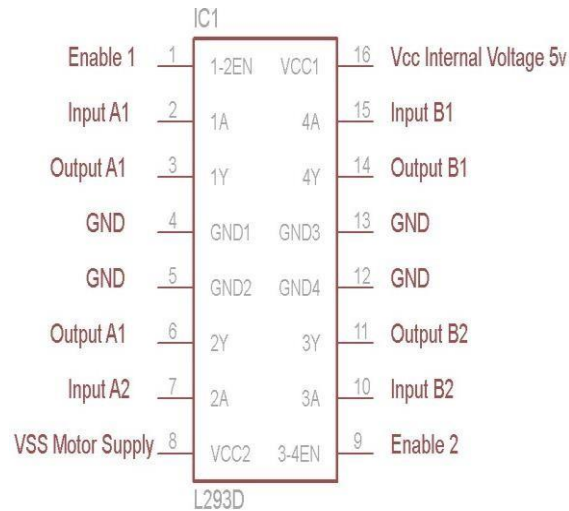 IC1
Enable 1 1 1-2EN VCC1 16 Vcc Internal Voltage 5v
Input A1 2 1A 4A 15 Input B1
Output A1 3 1Y 4Y 14 Output B1
GND 4 GND1 GND3 13 GND
GND 5 GND2 GND4 12 GND
Output A1 6 2Y 3Y 11 Output B2
Input A2 7 2A 3A 10 Input B2
VSS Motor Supply 8 VCC2 3-4EN 9 Enable 2
L293D